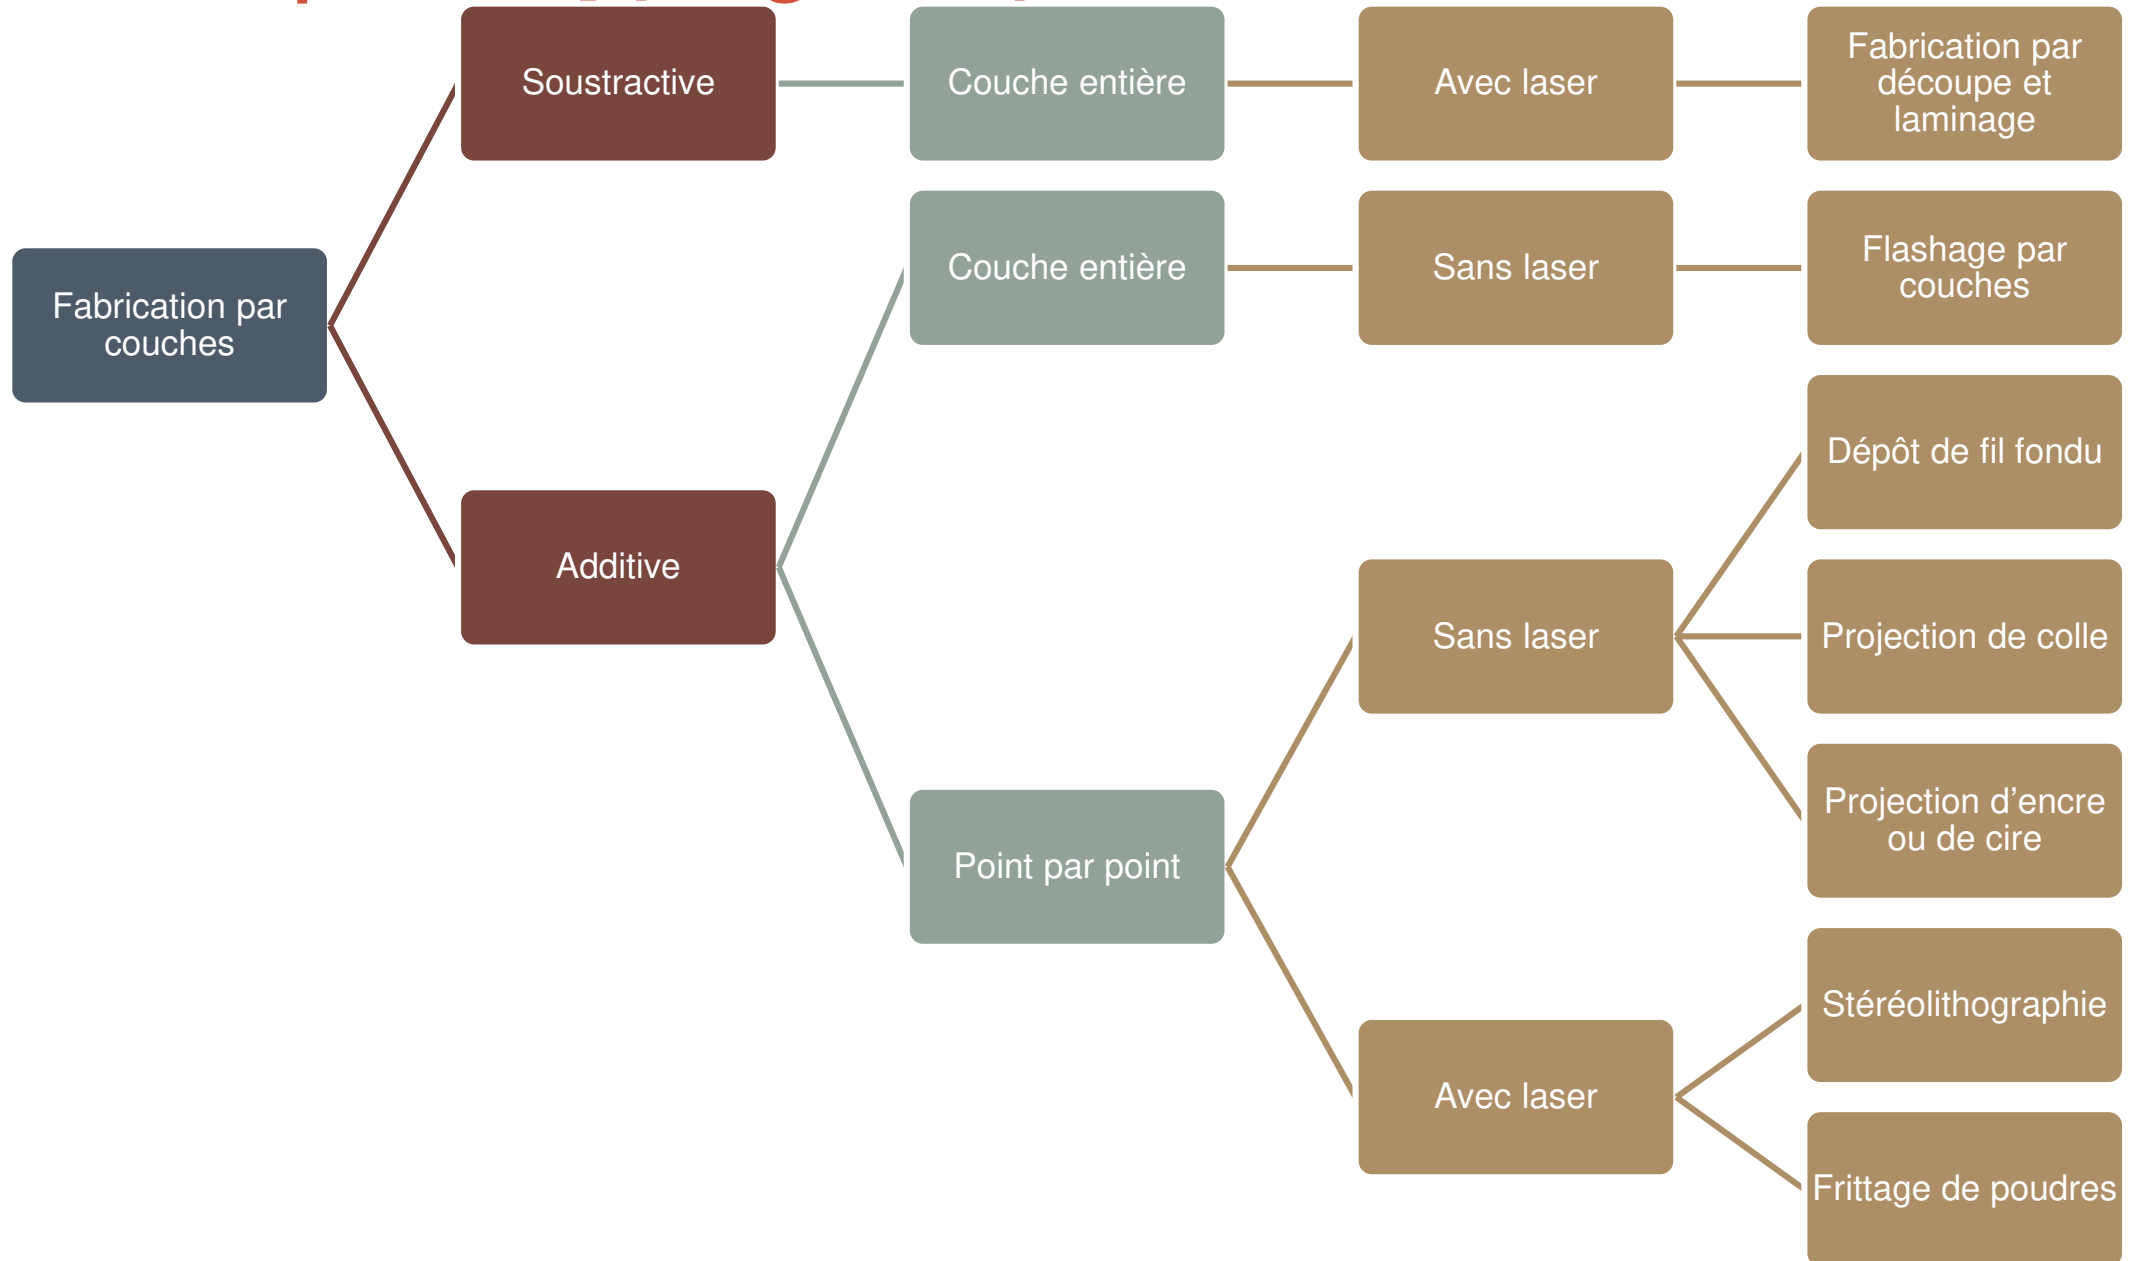 Soustractive
Couche entière
Avec laser
Fabrication par
découpe et
laminage
Couche entière
Sans laser
Flashage par
couches
Fabrication par
couches
Dépôt de fil fondu
Additive
Sans laser
Projection de colle
Projection d’encre
ou de cire
Point par point
Stéréolithographie
Avec laser
Frittage de poudres